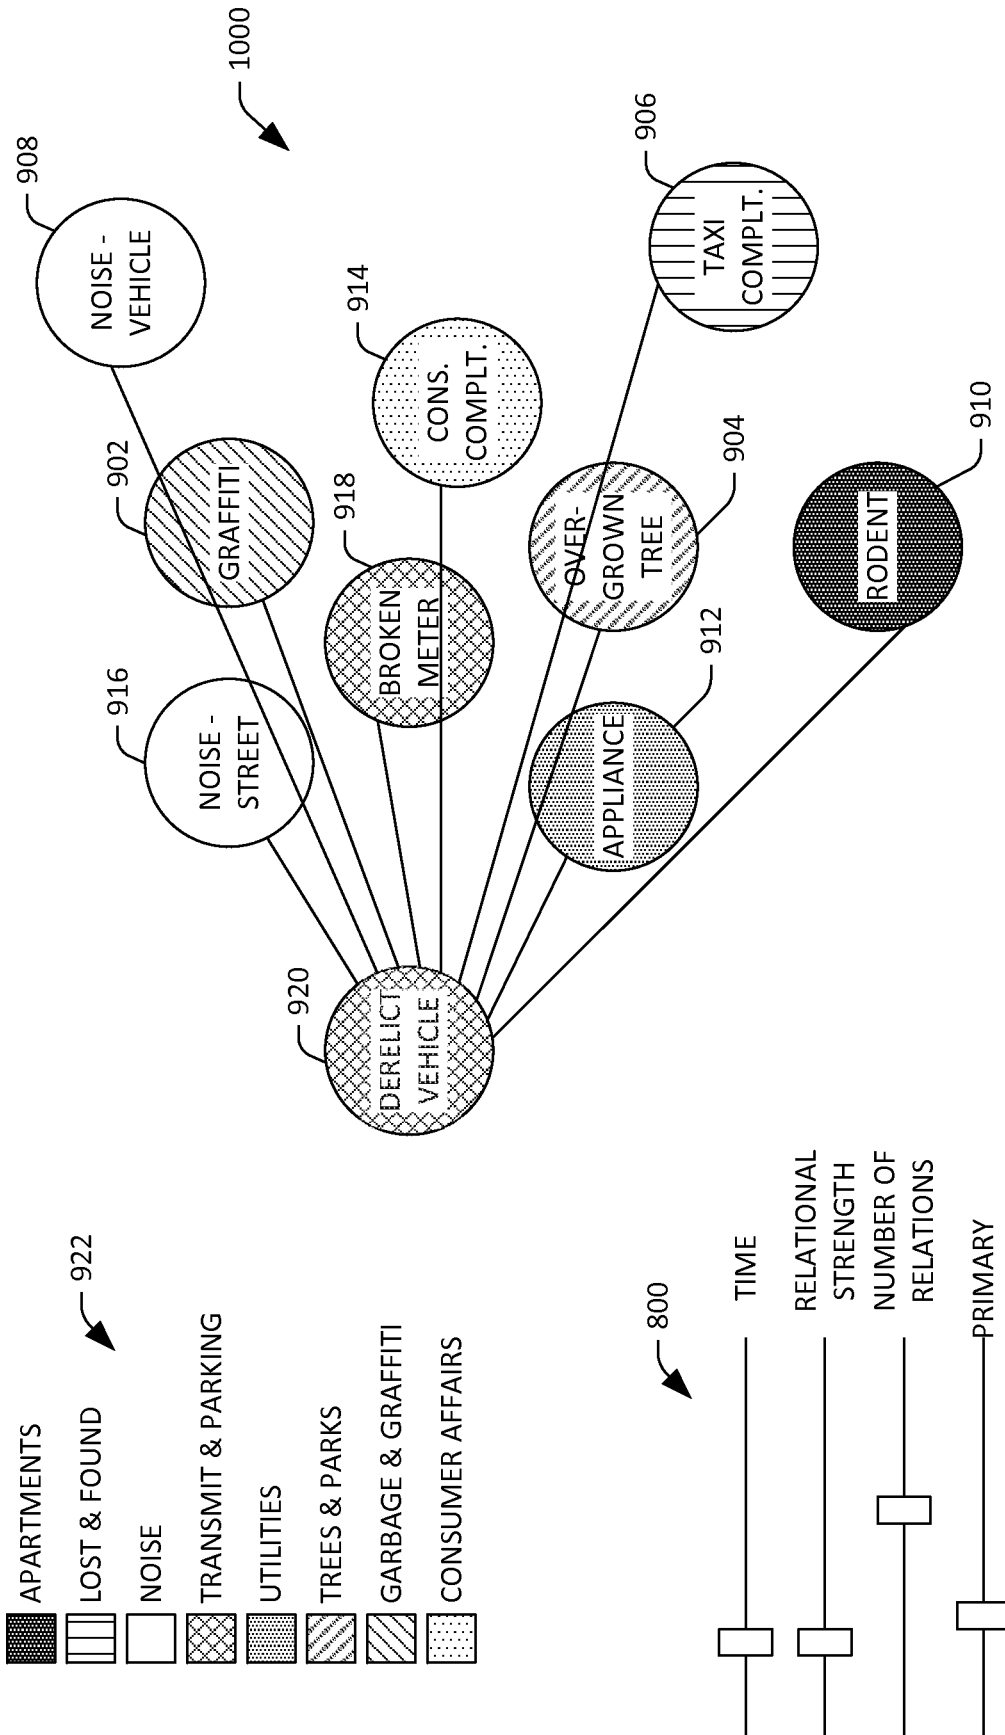 APARTMENTS
LOST & FOUND
NOISE
TRANSMIT & PARKING
UTILITIES
TREES & PARKS
GARBAGE & GRAFFITI
CONSUMER AFFAIRS
922
800
TIME
RELATIONAL
STRENGTH
NUMBER OF
RELATIONS
PRIMARY
920
DERELICT
VEHICLE
916
NOISE -
STREET
902
GRAFFITI
908
NOISE -
VEHICLE
918
BROKEN
METER
914
CONS.
COMPLT.
912
APPLIANCE
904
OVER-
GROWN
TREE
906
TAXI
COMPLT.
910
RODENT
1000